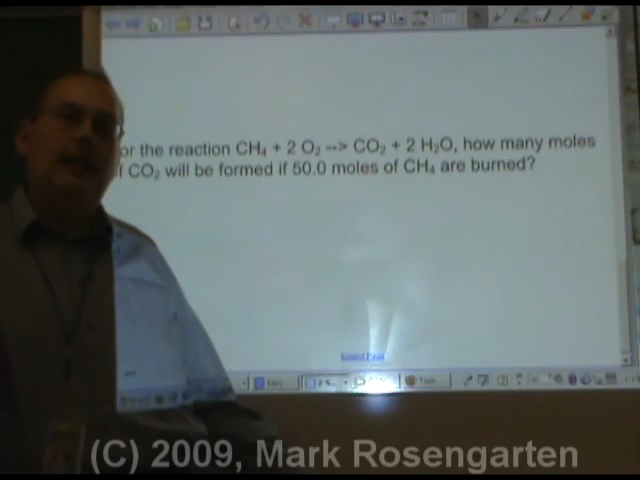 or the reaction CH₄ + 2 O₂ --> CO₂ + 2 H₂O, how many moles
f CO₂ will be formed if 50.0 moles of CH₄ are burned?
(C) 2009, Mark Rosengarten